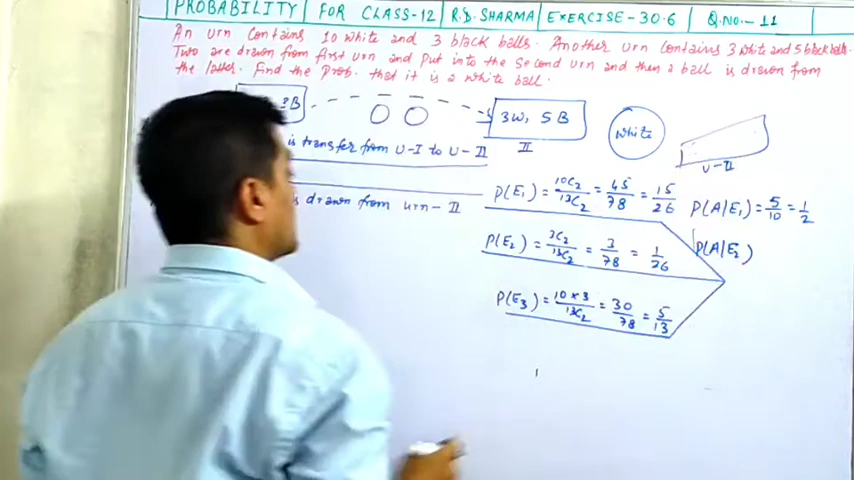 PROBABILITY FOR CLASS-12 R.D. SHARMA EXERCISE-30.6 Q.NO.-11
An urn contains 10 white and 3 black balls. Another urn contains 3 white and 5 black balls.
Two are drawn from first urn and put into the second urn and then a ball is drawn from
the latter. Find the Prob. that it is a white ball.
3B
3W, 5B
white
II
U-II
is transfer from U-I to U-II
is drawn from urn-II
P(E1) = 10C2/13C2 = 45/78 = 15/26
P(A|E1) = 5/10 = 1/2
P(E2) = 3C2/13C2 = 3/78 = 1/26
P(A|E2)
P(E3) = 10×3/13C2 = 30/78 = 5/13